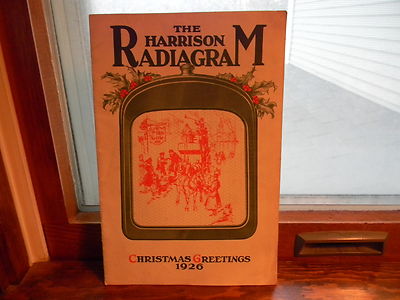 THE
HARRISON
RADIAGRAM
CHRISTMAS GREETINGS
1926